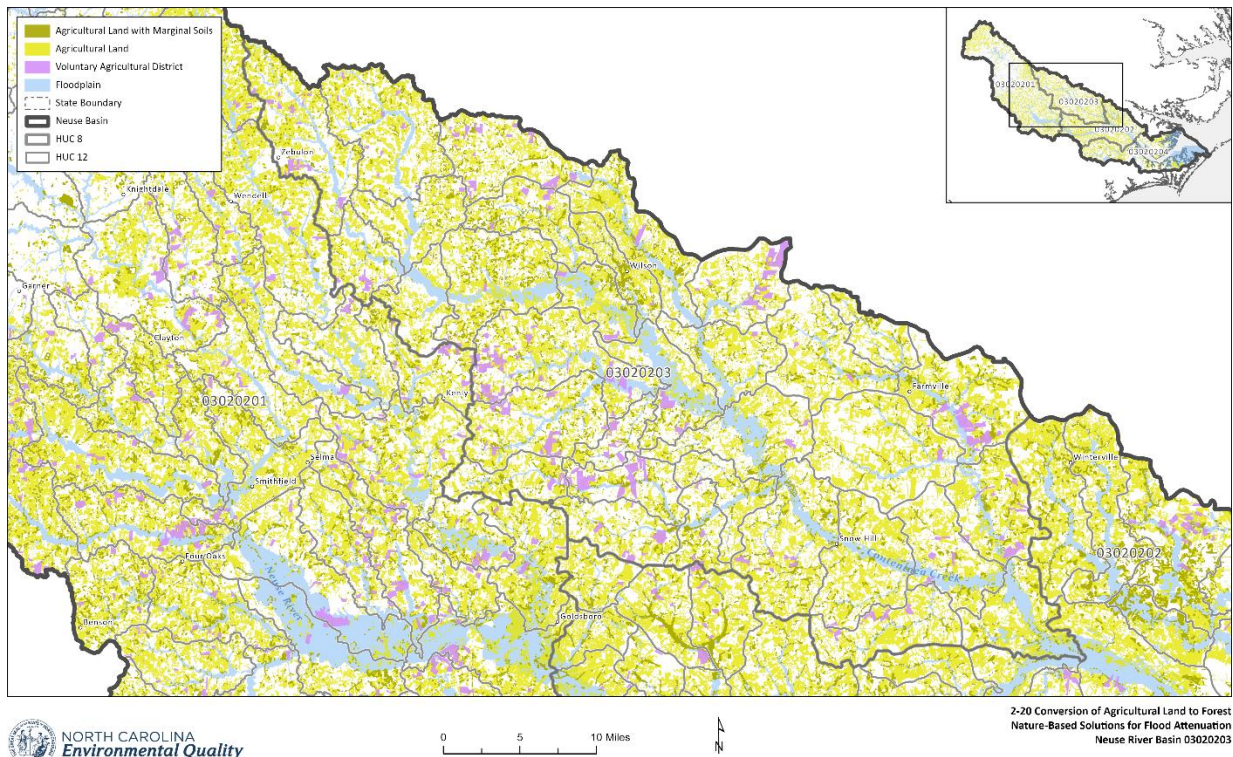 Agricultural Land with Marginal Soils
Agricultural Land
Voluntary Agricultural District
Floodplain
State Boundary
Neuse Basin
HUC 8
HUC 12
03020201
03020203
03020202
03020204
Zebulon
Knightdale
Wendell
Wilson
Garner
Clayton
03020203
Farmville
03020201
Kenly
Selma
Winterville
Smithfield
Four Oaks
Snow Hill
03020202
Contentnea Creek
Neuse River
Goldsboro
Benson
NORTH CAROLINA
Environmental Quality
0 5 10 Miles
N
2-20 Conversion of Agricultural Land to Forest
Nature-Based Solutions for Flood Attenuation
Neuse River Basin 03020203